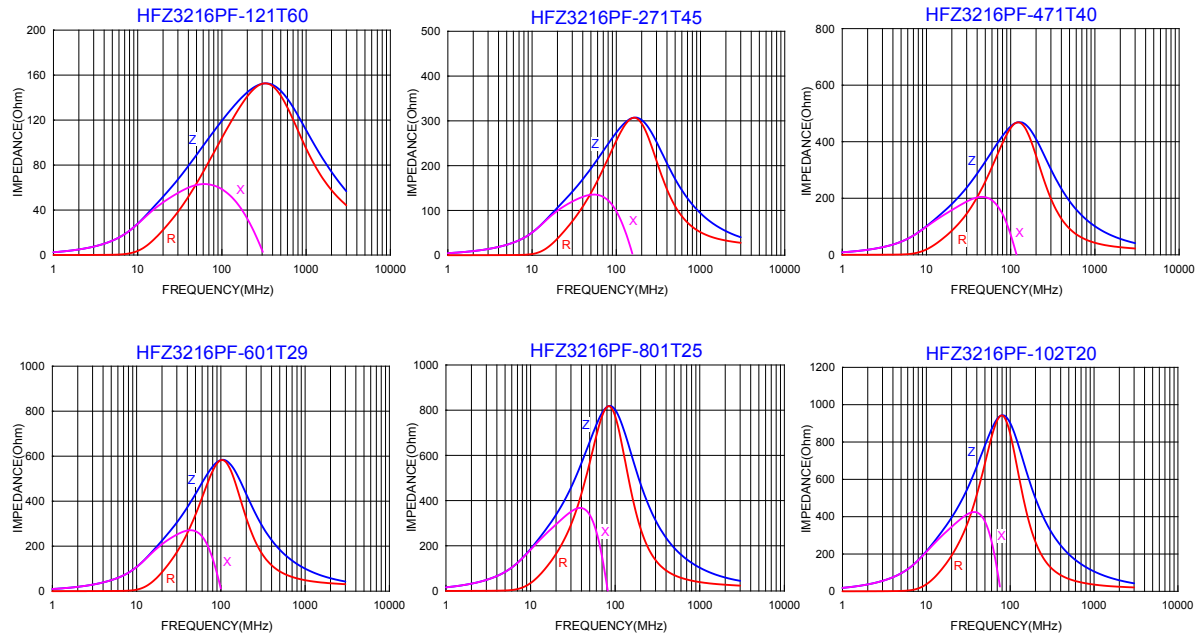 HFZ3216PF-121T60
IMPEDANCE(Ohm)
200
160
120
80
40
0
Z
X
R
1 10 100 1000 10000
FREQUENCY(MHz)
HFZ3216PF-271T45
IMPEDANCE(Ohm)
500
400
300
200
100
0
Z
X
R
1 10 100 1000 10000
FREQUENCY(MHz)
HFZ3216PF-471T40
IMPEDANCE(Ohm)
800
600
400
200
0
Z
X
R
1 10 100 1000 10000
FREQUENCY(MHz)
HFZ3216PF-601T29
IMPEDANCE(Ohm)
1000
800
600
400
200
0
Z
X
R
1 10 100 1000 10000
FREQUENCY(MHz)
HFZ3216PF-801T25
IMPEDANCE(Ohm)
1000
800
600
400
200
0
Z
X
R
1 10 100 1000 10000
FREQUENCY(MHz)
HFZ3216PF-102T20
IMPEDANCE(Ohm)
1200
1000
800
600
400
200
0
Z
X
R
1 10 100 1000 10000
FREQUENCY(MHz)